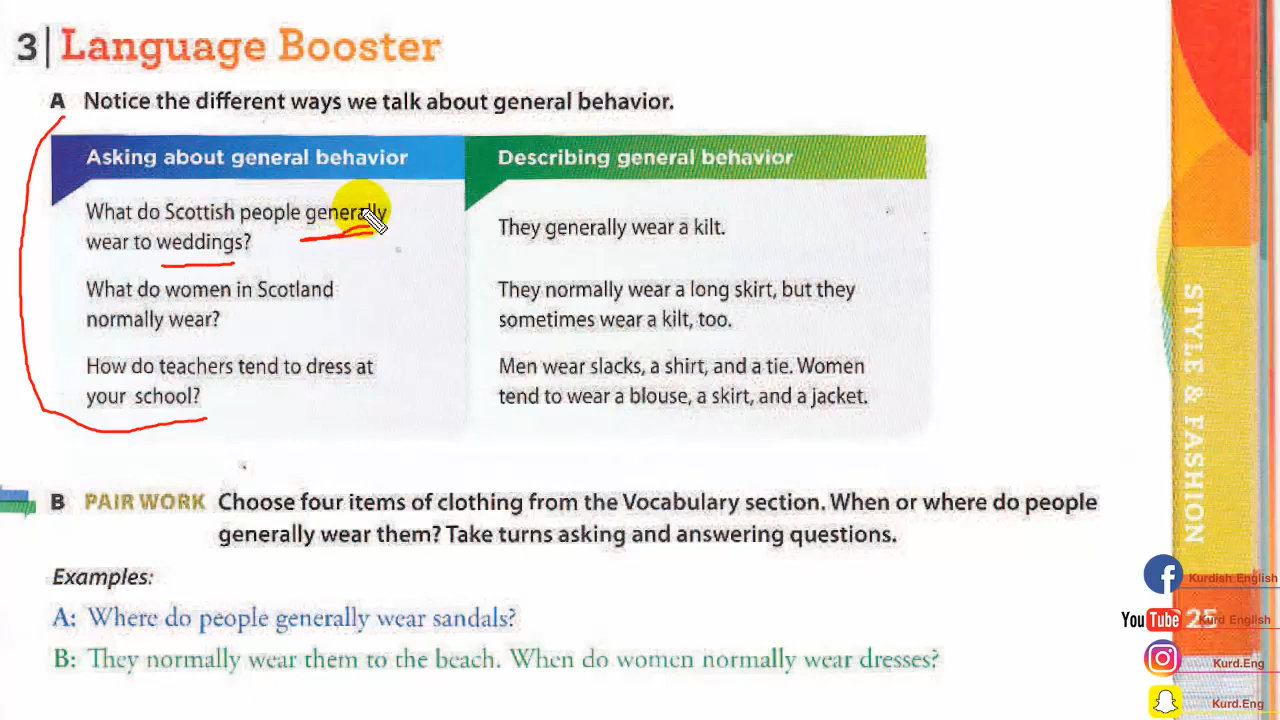 3 Language Booster
A Notice the different ways we talk about general behavior.
Asking about general behavior
What do Scottish people generally
wear to weddings?
What do women in Scotland
normally wear?
How do teachers tend to dress at
your school?
Describing general behavior
They generally wear a kilt.
They normally wear a long skirt, but they
sometimes wear a kilt, too.
Men wear slacks, a shirt, and a tie. Women
tend to wear a blouse, a skirt, and a jacket.
B PAIR WORK Choose four items of clothing from the Vocabulary section. When or where do people
generally wear them? Take turns asking and answering questions.
Examples:
A: Where do people generally wear sandals?
B: They normally wear them to the beach. When do women normally wear dresses?
STYLE & FASHION
25
Kurdish English
YouTube Kurd English
Kurd.Eng
Kurd.Eng